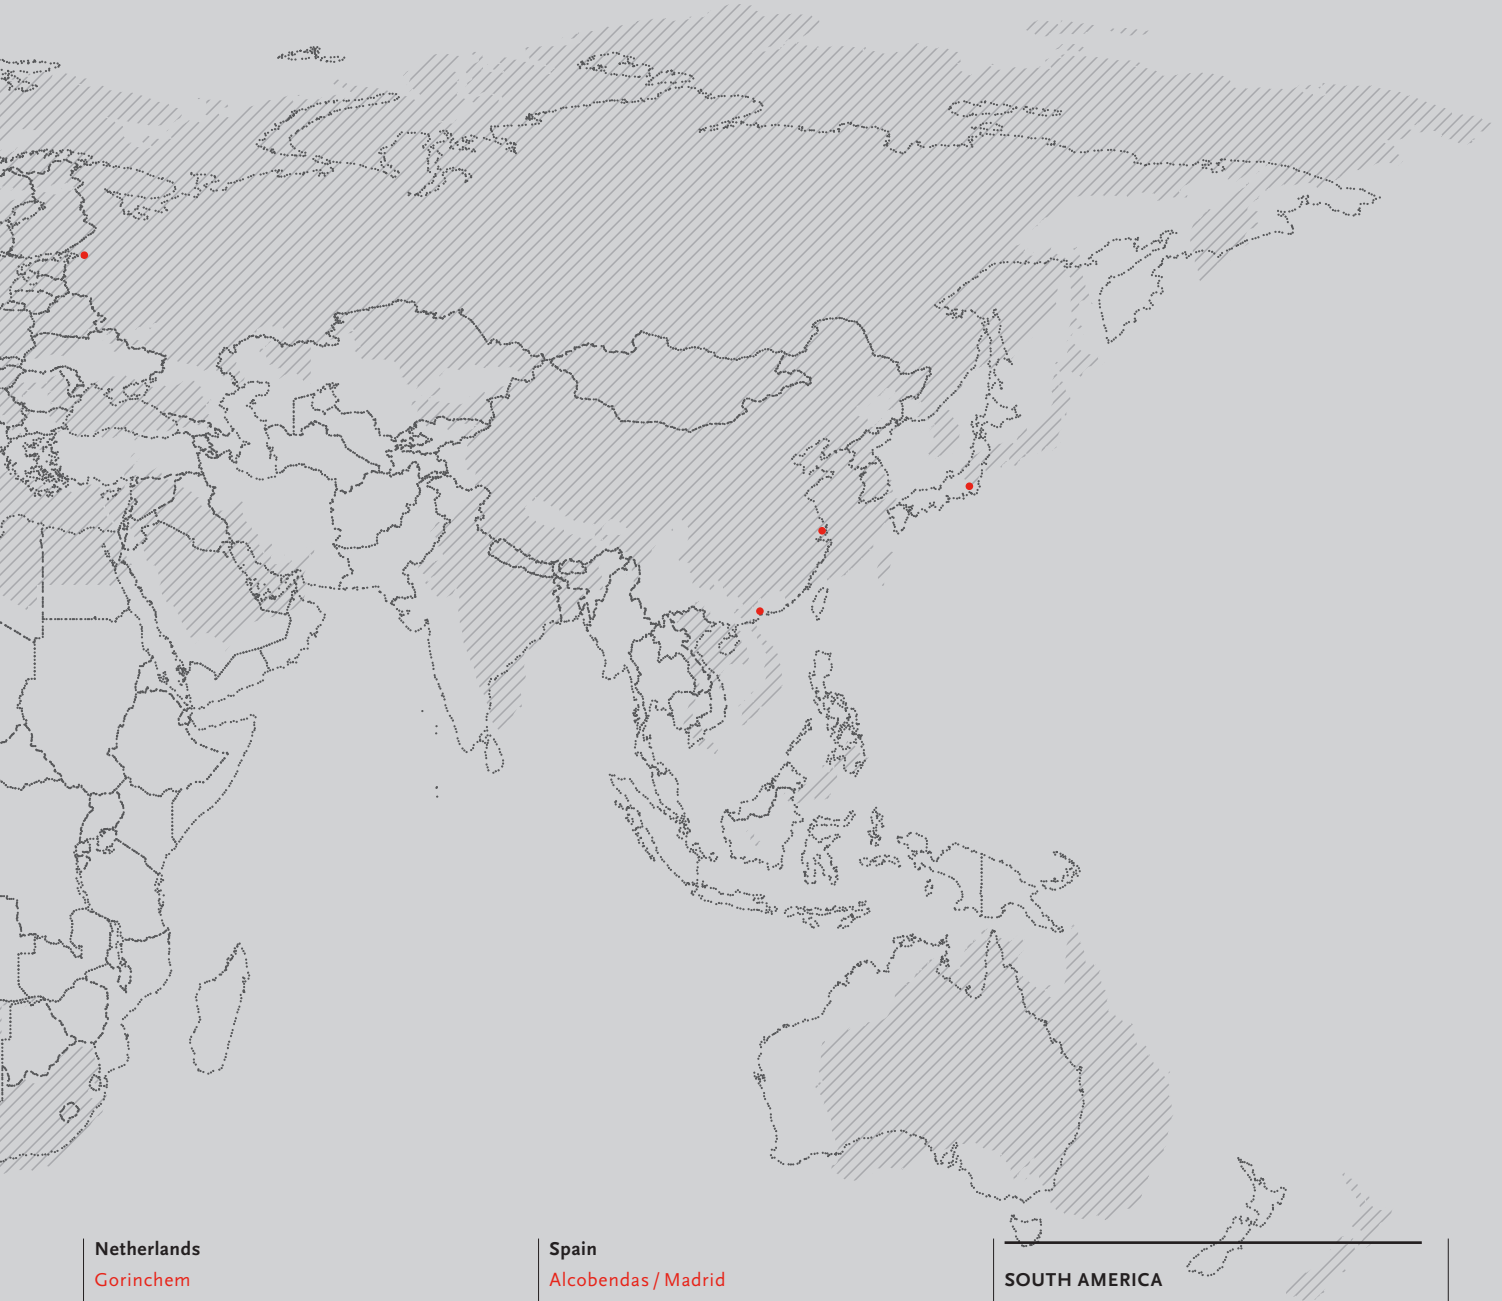 Netherlands
Gorinchem
Spain
Alcobendas / Madrid
SOUTH AMERICA